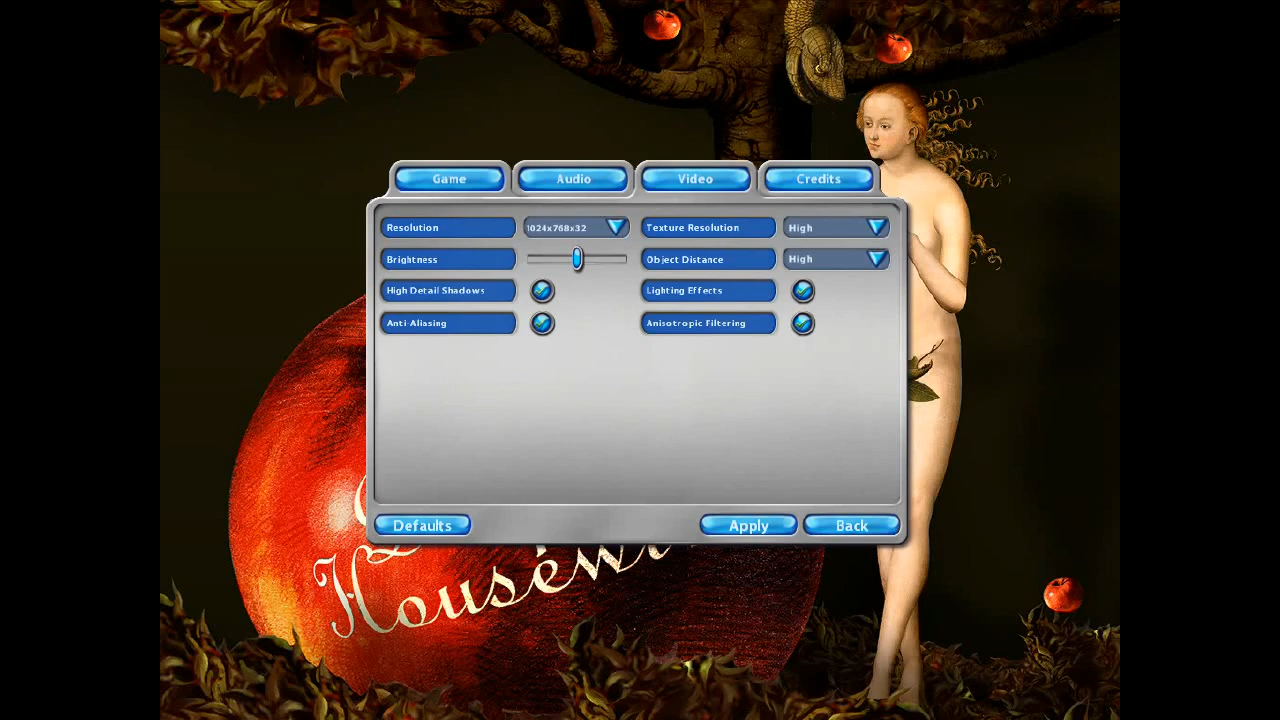 Game Audio Video Credits
Resolution 1024x768x32 Texture Resolution High
Brightness Object Distance High
High Detail Shadows Lighting Effects
Anti-Aliasing Anisotropic Filtering
Defaults Apply Back